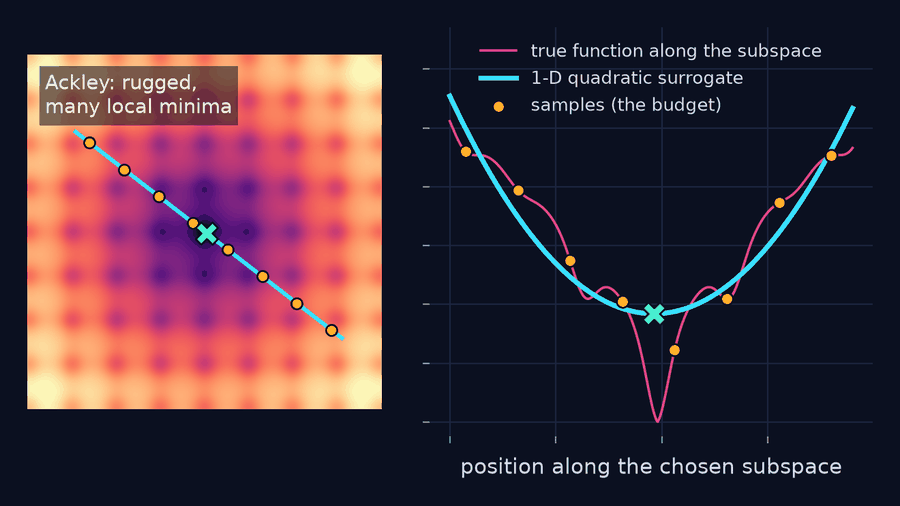 Ackley: rugged,
many local minima
true function along the subspace
1-D quadratic surrogate
samples (the budget)
position along the chosen subspace